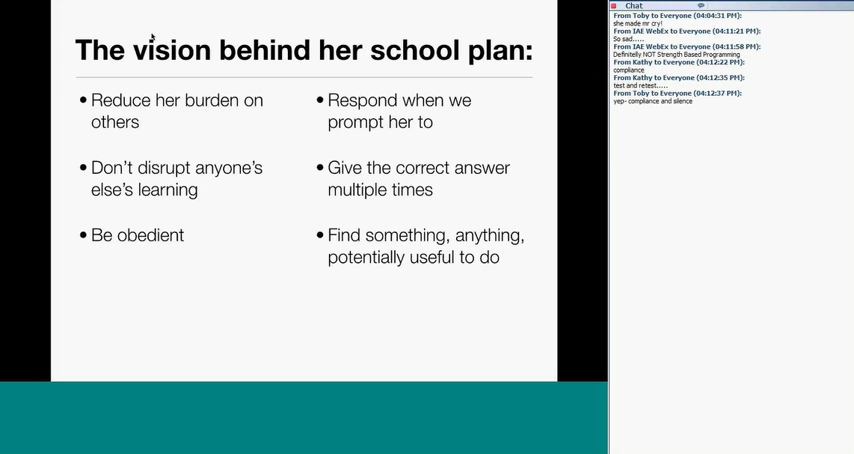 The vision behind her school plan:
• Reduce her burden on
others
• Don't disrupt anyone's
else's learning
• Be obedient
• Respond when we
prompt her to
• Give the correct answer
multiple times
• Find something, anything,
potentially useful to do
Chat
From Toby to Everyone (04:04:31 PM):
she made mr cry!
From IAE WebEx to Everyone (04:11:21 PM):
So sad.....
From IAE WebEx to Everyone (04:11:58 PM):
Definitelly NOT Strength Based Programming
From Kathy to Everyone (04:12:22 PM):
compliance
From Kathy to Everyone (04:12:35 PM):
test and retest.....
From Toby to Everyone (04:12:37 PM):
yep- compliance and silence